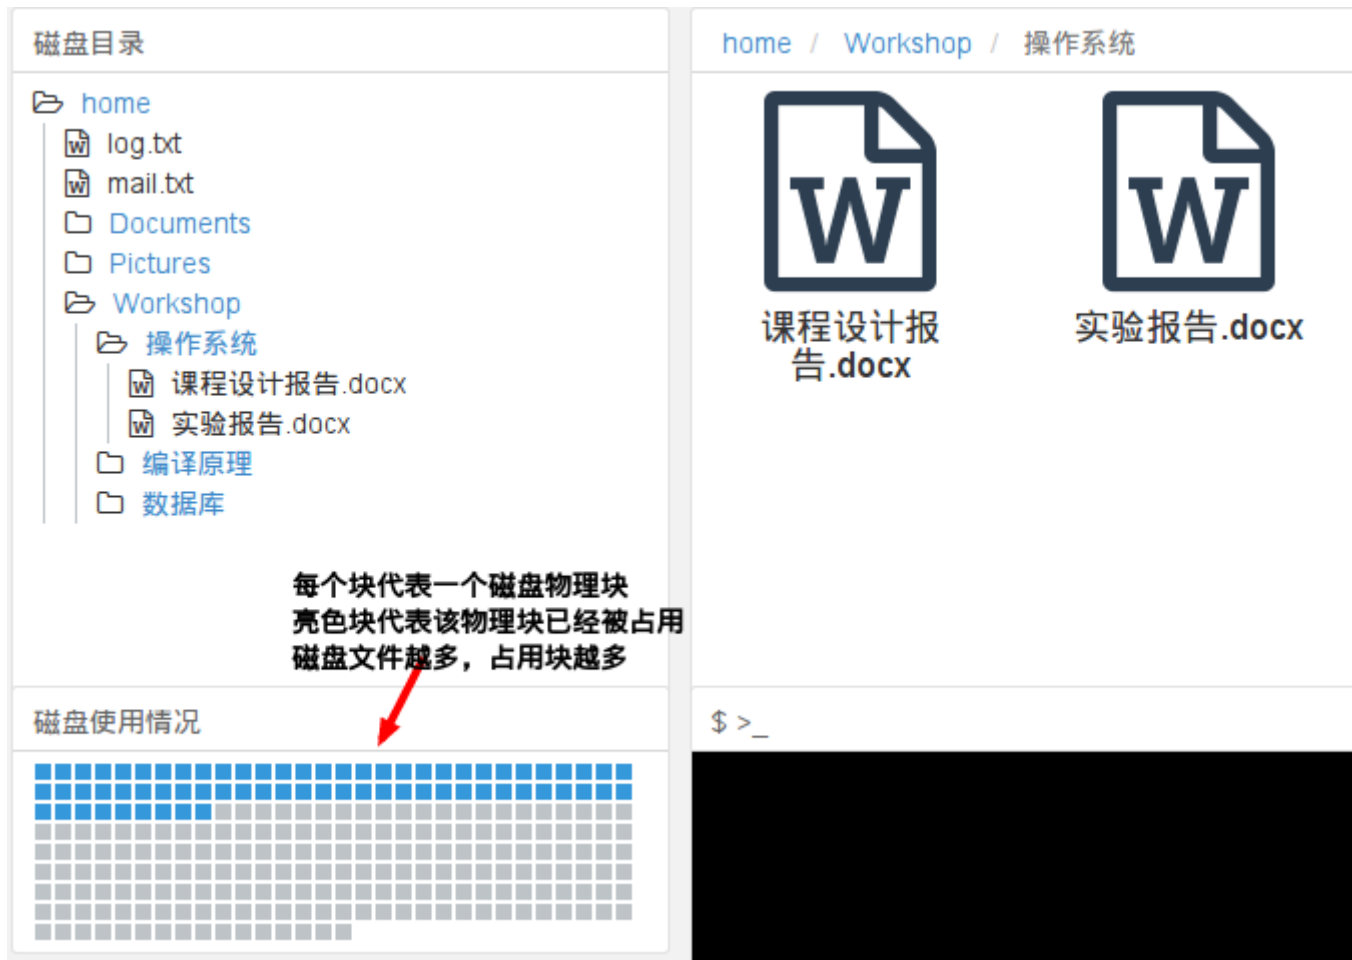 磁盘目录
home
log.txt
mail.txt
Documents
Pictures
Workshop
操作系统
课程设计报告.docx
实验报告.docx
编译原理
数据库
每个块代表一个磁盘物理块
亮色块代表该物理块已经被占用
磁盘文件越多，占用块越多
磁盘使用情况
home / Workshop / 操作系统
课程设计报
告.docx
实验报告.docx
$ >_